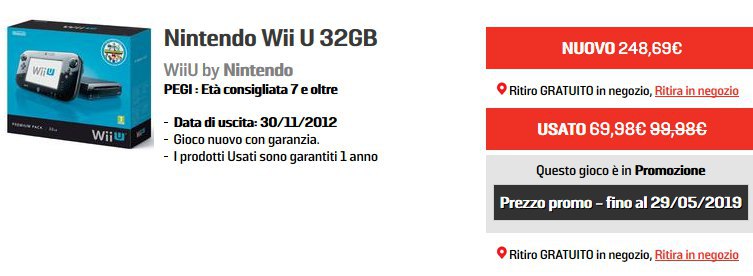 Nintendo Wii U 32GB
WiiU by Nintendo
PEGI : Età consigliata 7 e oltre
- Data di uscita: 30/11/2012
- Gioco nuovo con garanzia.
- I prodotti Usati sono garantiti 1 anno
WiiU
PREMIUM PACK
WiiU
NUOVO 248,69€
Ritiro GRATUITO in negozio, Ritira in negozio
USATO 69,98€ 99,98€
Questo gioco è in Promozione
Prezzo promo – fino al 29/05/2019
Ritiro GRATUITO in negozio, Ritira in negozio